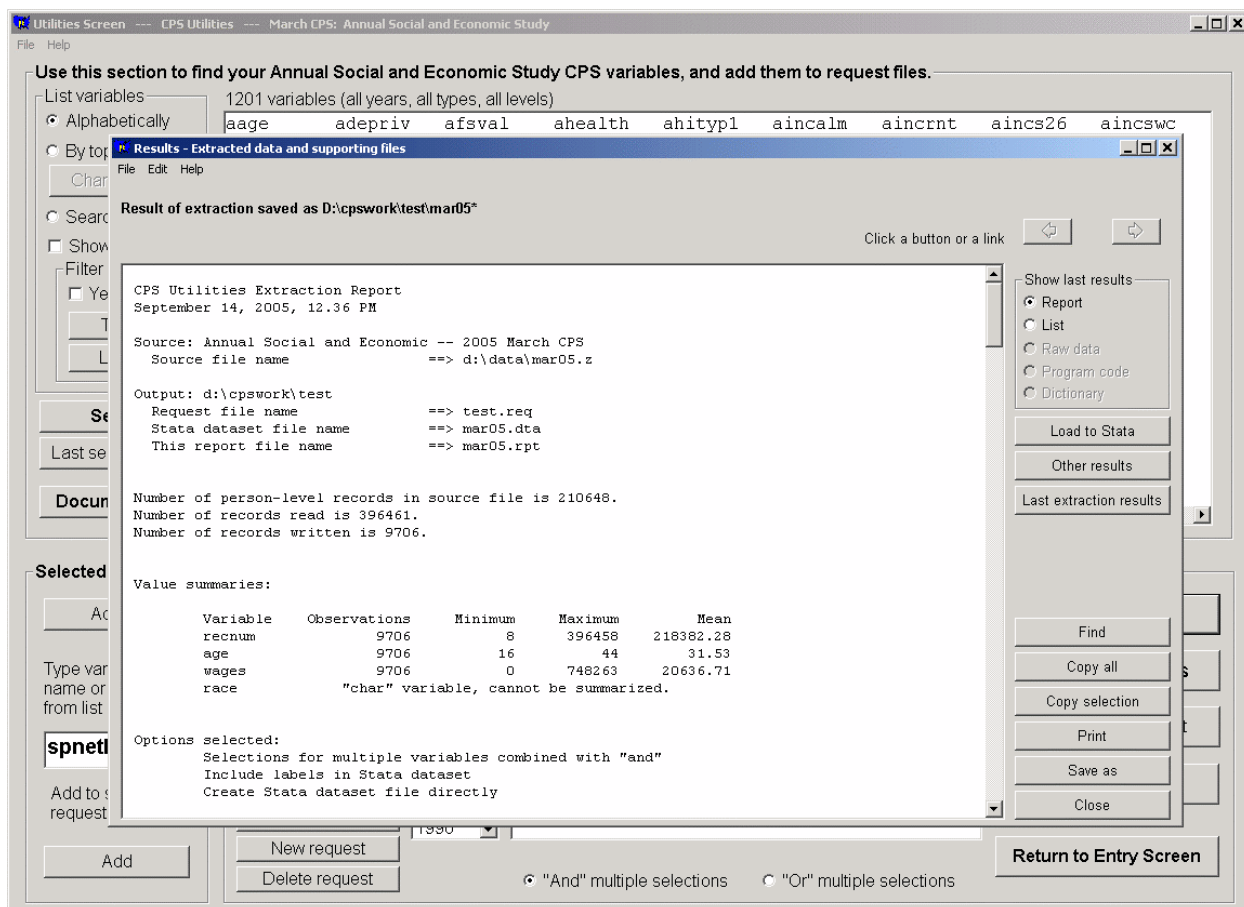 Utilities Screen --- CPS Utilities --- March CPS: Annual Social and Economic Study
File Help
Use this section to find your Annual Social and Economic Study CPS variables, and add them to request files.
List variables
1201 variables (all years, all types, all levels)
Alphabetically
aage adepriv afsval ahealth ahityp1 aincalm aincrnt aincs26 aincswc
By top
Results - Extracted data and supporting files
File Edit Help
Char
Result of extraction saved as D:\cpswork\test\mar05*
Searc
Click a button or a link
Show
Filter
Ye
T
L
CPS Utilities Extraction Report
September 14, 2005, 12.36 PM
Source: Annual Social and Economic -- 2005 March CPS
Source file name ==> d:\data\mar05.z
Output: d:\cpswork\test
Request file name ==> test.req
Stata dataset file name ==> mar05.dta
This report file name ==> mar05.rpt
Number of person-level records in source file is 210648.
Number of records read is 396461.
Number of records written is 9706.
Value summaries:
Variable Observations Minimum Maximum Mean
recnum 9706 8 396458 218382.28
age 9706 16 44 31.53
wages 9706 0 748263 20636.71
race "char" variable, cannot be summarized.
Options selected:
Selections for multiple variables combined with "and"
Include labels in Stata dataset
Create Stata dataset file directly
Show last results
Report
List
Raw data
Program code
Dictionary
Load to Stata
Other results
Last extraction results
Find
Copy all
Copy selection
Print
Save as
Close
Se
Last se
Docun
Selected
Ad
Type var
name or
from list
spnetl
Add to s
request
Add
1990
New request
Delete request
"And" multiple selections
"Or" multiple selections
s
t
Return to Entry Screen